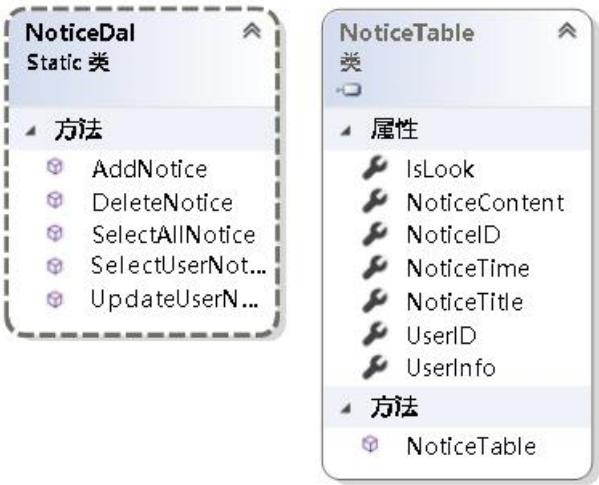 NoticeDal
Static 类
方法
AddNotice
DeleteNotice
SelectAllNotice
SelectUserNot...
UpdateUserN...
NoticeTable
类
属性
IsLook
NoticeContent
NoticeID
NoticeTime
NoticeTitle
UserID
UserInfo
方法
NoticeTable